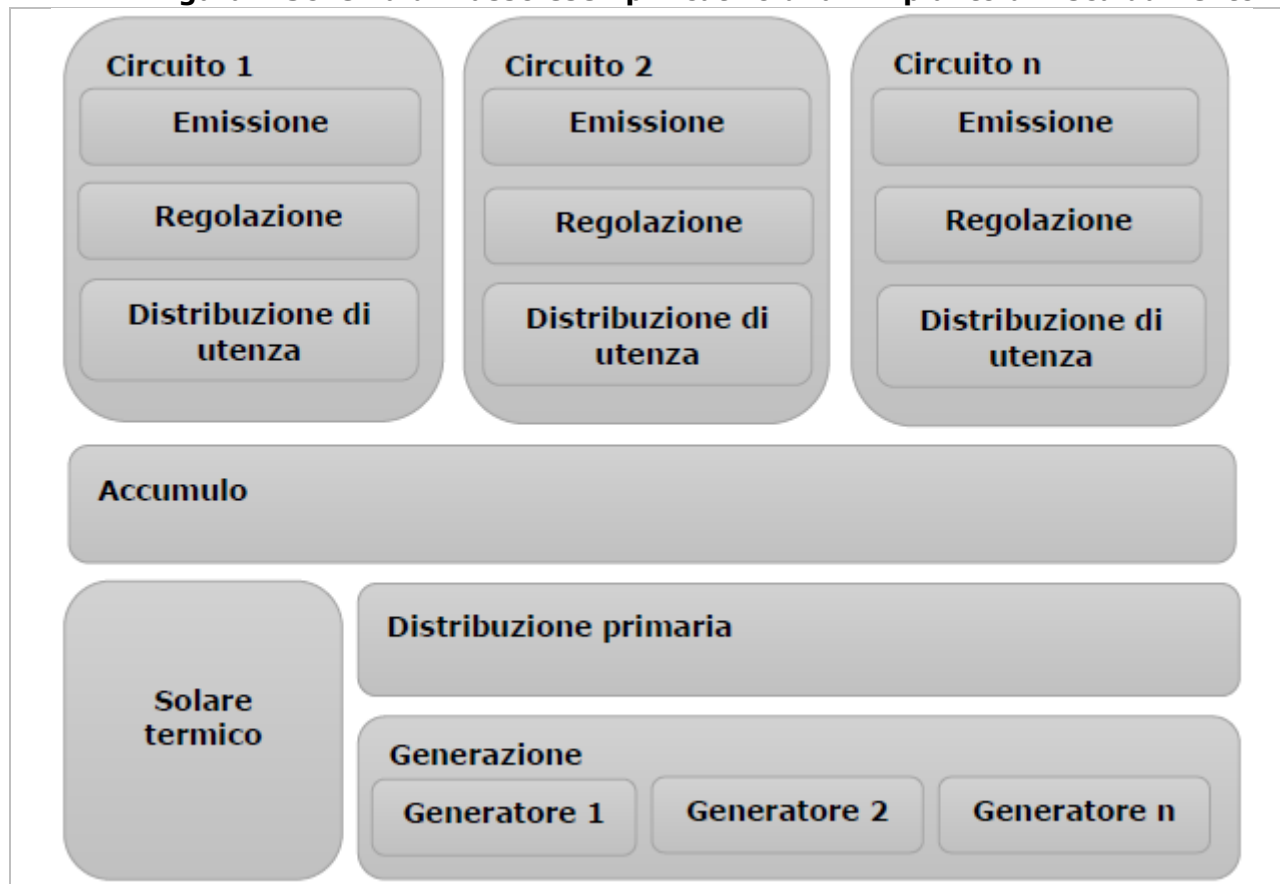 Circuito 1
Emissione
Regolazione
Distribuzione di
utenza
Circuito 2
Emissione
Regolazione
Distribuzione di
utenza
Circuito n
Emissione
Regolazione
Distribuzione di
utenza
Accumulo
Solare
termico
Distribuzione primaria
Generazione
Generatore 1
Generatore 2
Generatore n